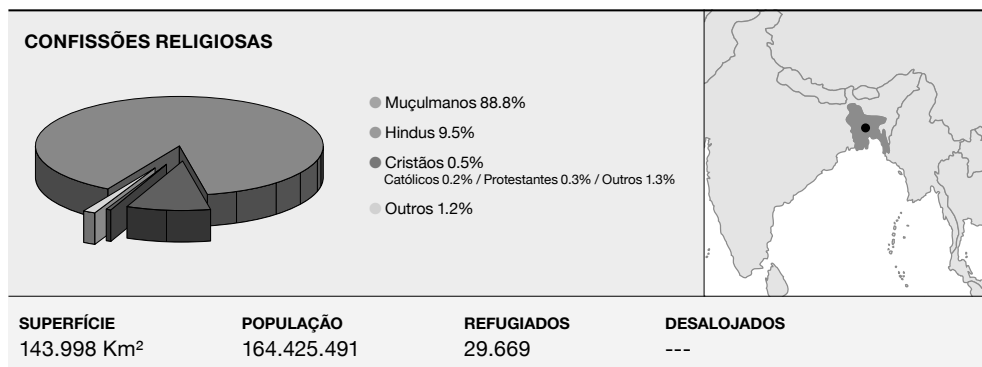 CONFISSÕES RELIGIOSAS
Muçulmanos 88.8%
Hindus 9.5%
Cristãos 0.5%
Católicos 0.2% / Protestantes 0.3% / Outros 1.3%
Outros 1.2%
SUPERFÍCIE
143.998 Km²
POPULAÇÃO
164.425.491
REFUGIADOS
29.669
DESALOJADOS
---